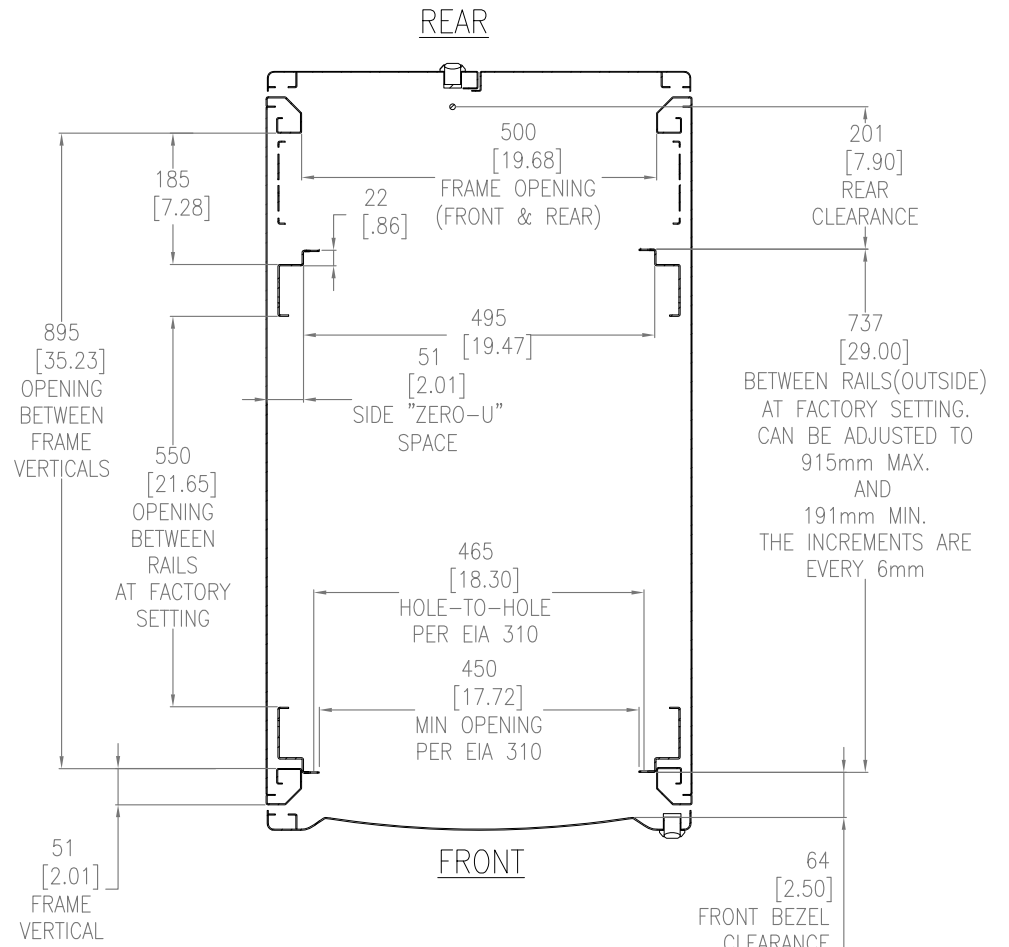 REAR
500
[19.68]
FRAME OPENING
(FRONT & REAR)
201
[7.90]
REAR
CLEARANCE
185
[7.28]
22
[.86]
495
[19.47]
51
[2.01]
SIDE "ZERO-U"
SPACE
895
[35.23]
OPENING
BETWEEN
FRAME
VERTICALS
737
[29.00]
BETWEEN RAILS(OUTSIDE)
AT FACTORY SETTING.
CAN BE ADJUSTED TO
915mm MAX.
AND
191mm MIN.
THE INCREMENTS ARE
EVERY 6mm
550
[21.65]
OPENING
BETWEEN
RAILS
AT FACTORY
SETTING
465
[18.30]
HOLE-TO-HOLE
PER EIA 310
450
[17.72]
MIN OPENING
PER EIA 310
51
[2.01]
FRAME
VERTICAL
FRONT
64
[2.50]
FRONT BEZEL
CLEARANCE